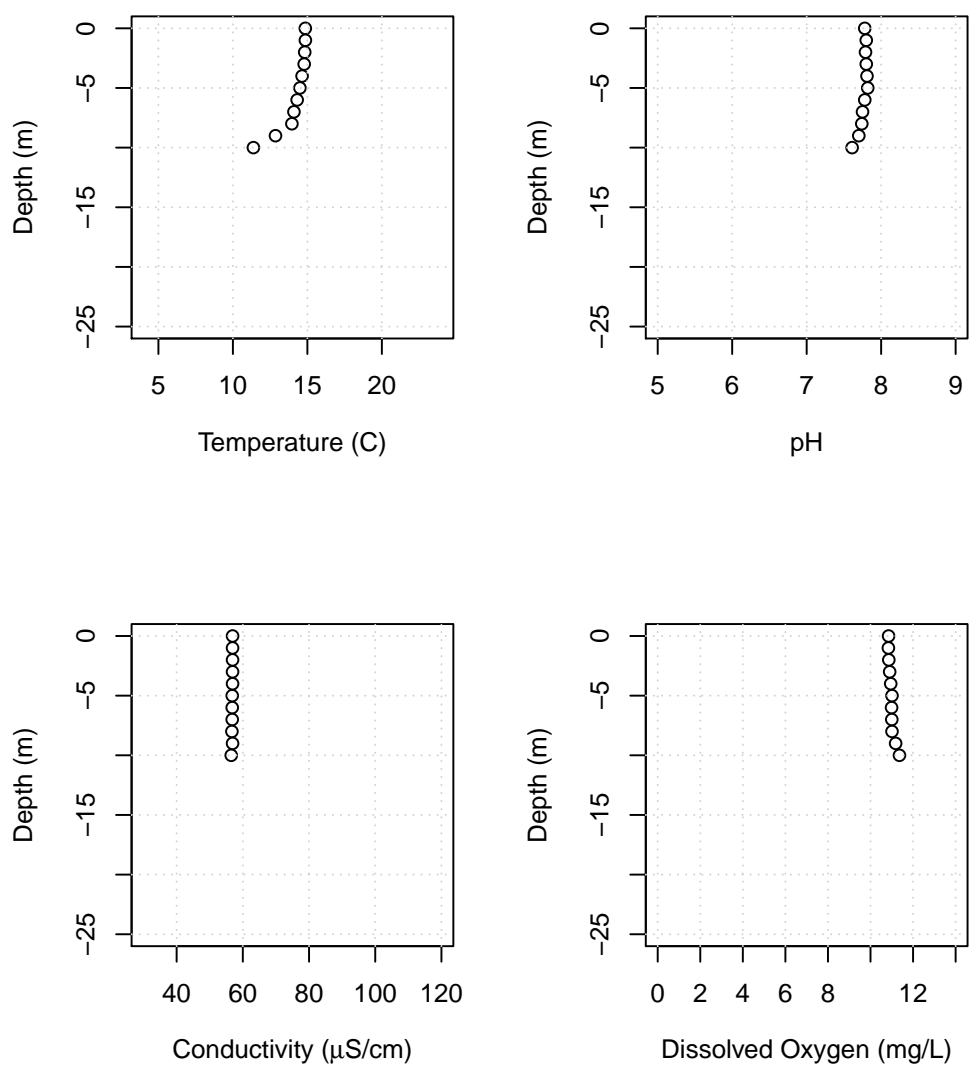 0
−5
−15
−25
Depth (m)
5 10 15 20
Temperature (C)
0
−5
−15
−25
Depth (m)
5 6 7 8 9
pH
0
−5
−15
−25
Depth (m)
40 60 80 100 120
Conductivity (μS/cm)
0
−5
−15
−25
Depth (m)
0 2 4 6 8 12
Dissolved Oxygen (mg/L)